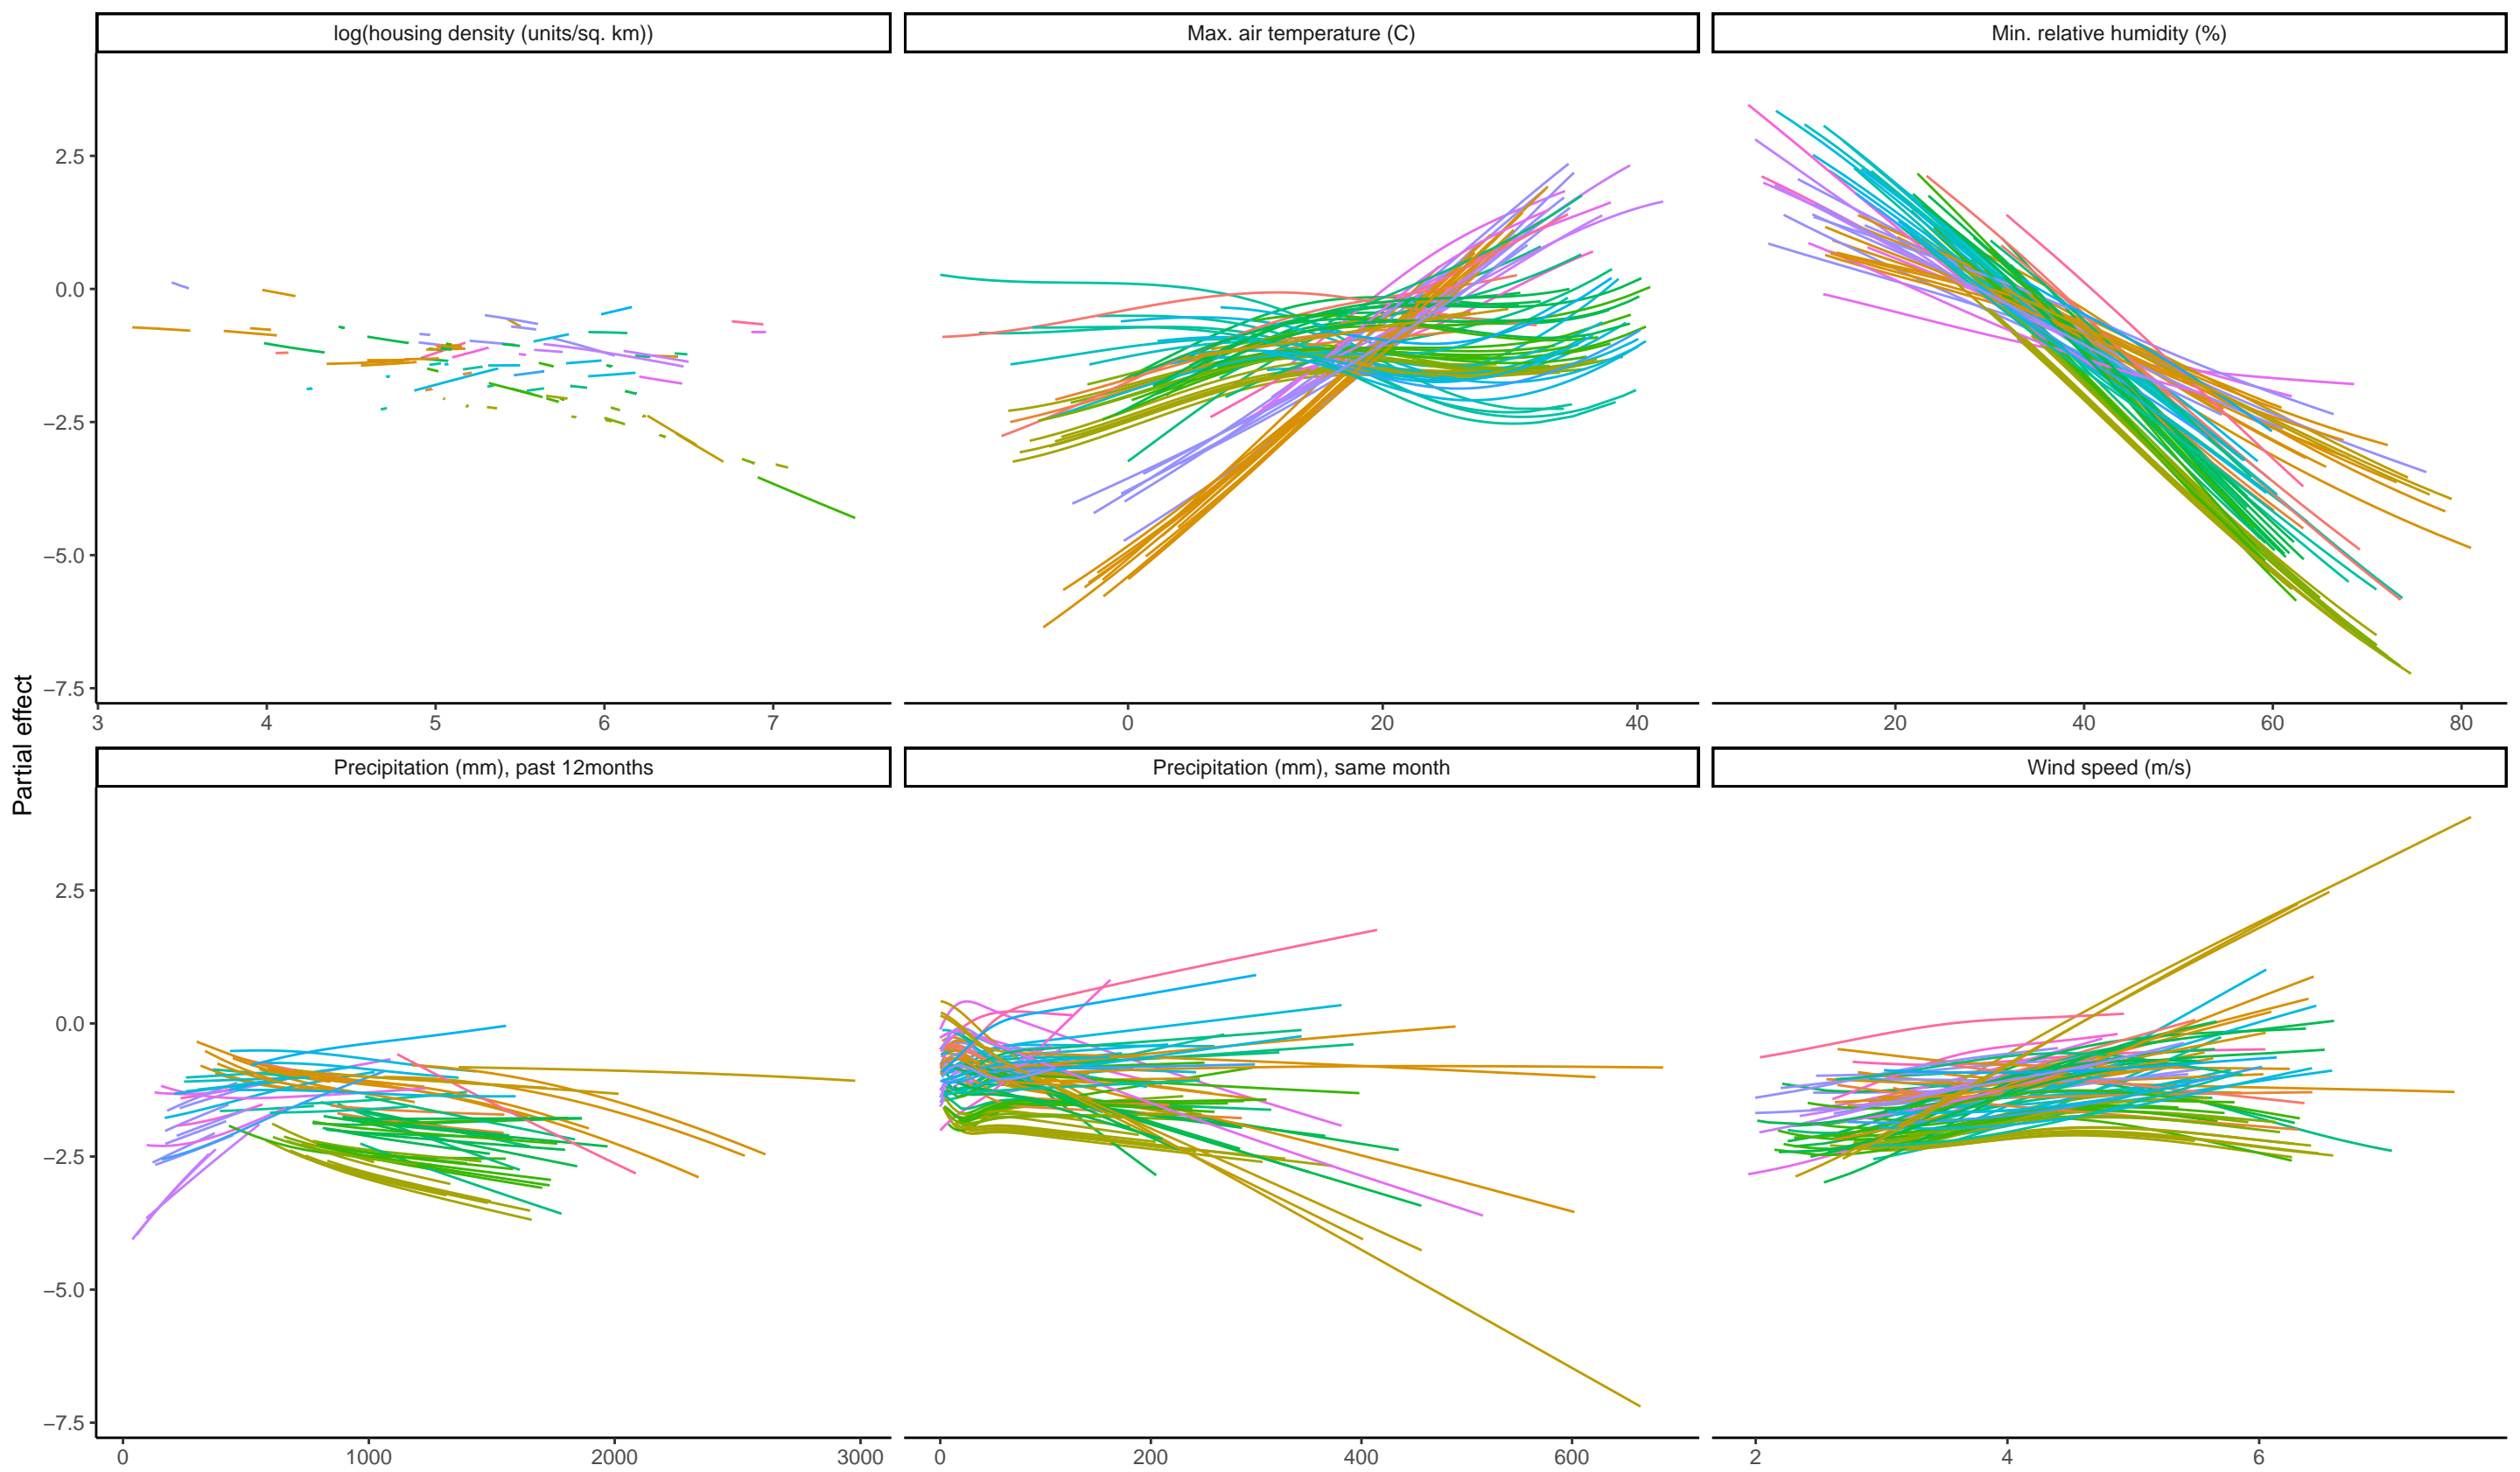 log(housing density (units/sq. km))
Max. air temperature (C)
Min. relative humidity (%)
2.5
0.0
−2.5
−5.0
−7.5
3 4 5 6 7
0 20 40
20 40 60 80
Partial effect
Precipitation (mm), past 12months
Precipitation (mm), same month
Wind speed (m/s)
2.5
0.0
−2.5
−5.0
−7.5
0 1000 2000 3000
0 200 400 600
2 4 6